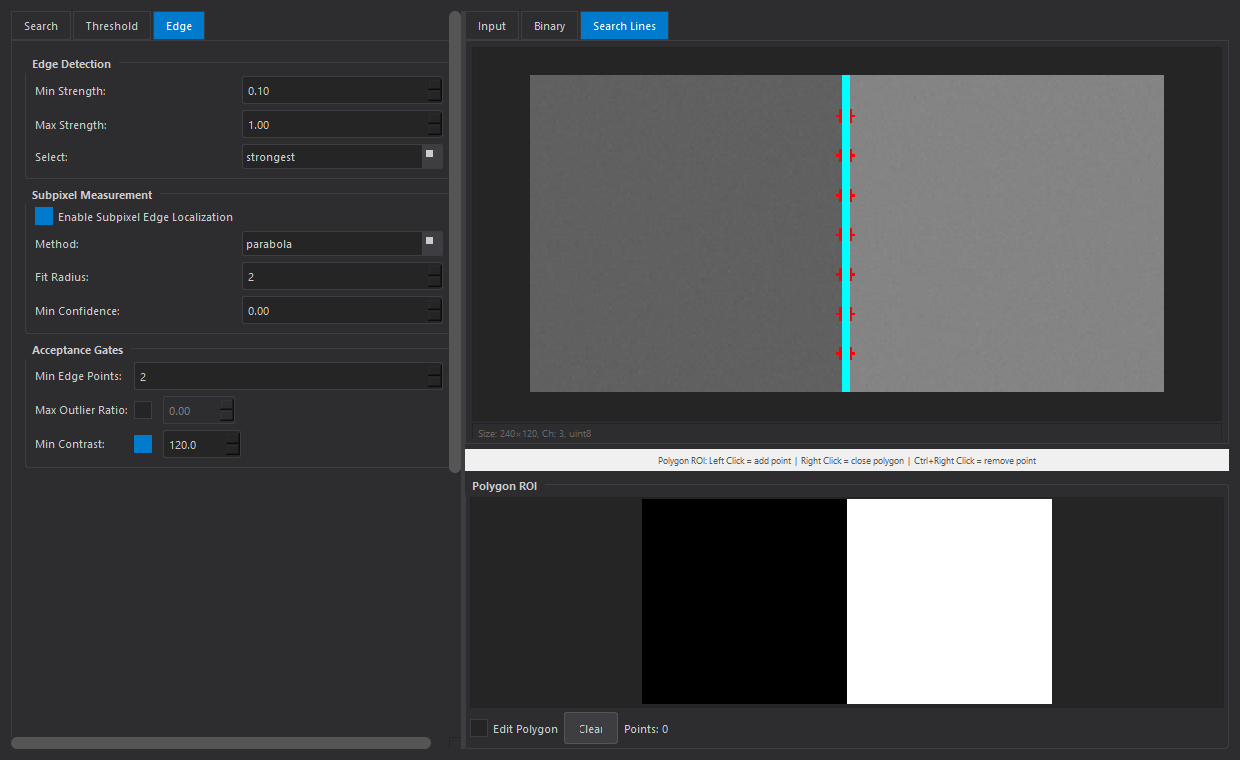 Search Threshold Edge
Edge Detection
Min Strength: 0.10
Max Strength: 1.00
Select: strongest
Subpixel Measurement
Enable Subpixel Edge Localization
Method: parabola
Fit Radius: 2
Min Confidence: 0.00
Acceptance Gates
Min Edge Points: 2
Max Outlier Ratio: 0.00
Min Contrast: 120.0
Input Binary Search Lines
Size: 240×120, Ch: 3, uint8
Polygon ROI: Left Click = add point | Right Click = close polygon | Ctrl+Right Click = remove point
Polygon ROI
Edit Polygon Clear Points: 0